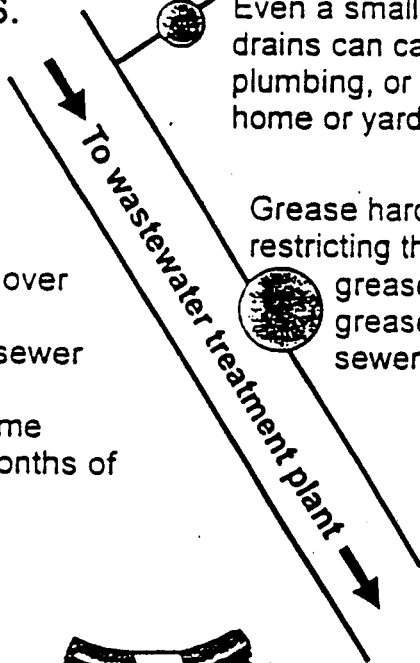 s.
Even a small
drains can ca
plumbing, or
home or yard
To wastewater treatment plant
Grease hard
restricting th
grease
grease
sewer
over
sewer
me
onths of